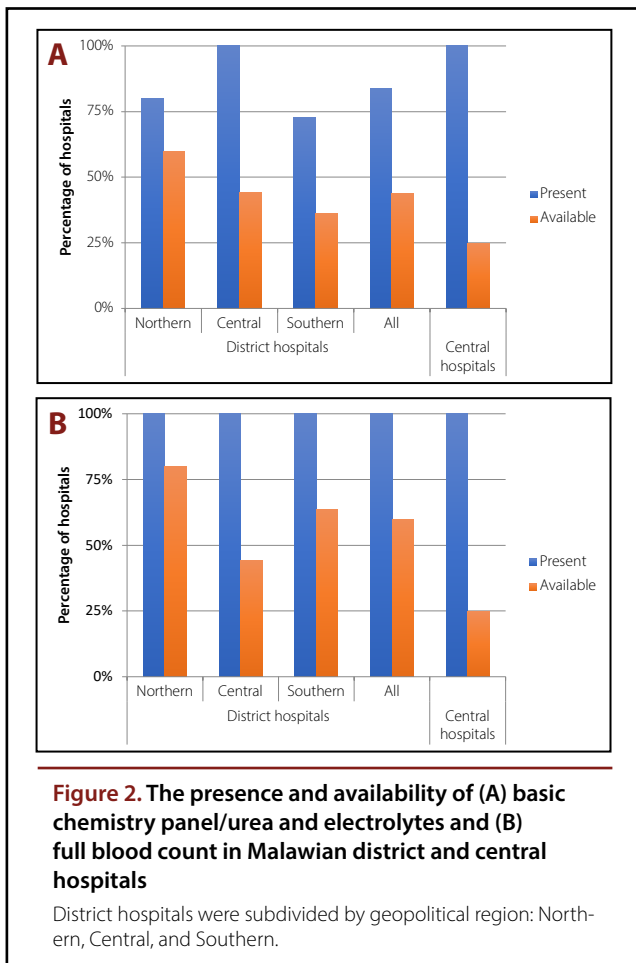 A
Percentage of hospitals
100%
75%
50%
25%
0%
Northern
Central
Southern
All
District hospitals
Central
hospitals
Present
Available
B
Percentage of hospitals
100%
75%
50%
25%
0%
Northern
Central
Southern
All
District hospitals
Central
hospitals
Present
Available
Figure 2. The presence and availability of (A) basic
chemistry panel/urea and electrolytes and (B)
full blood count in Malawian district and central
hospitals
District hospitals were subdivided by geopolitical region: North-
ern, Central, and Southern.